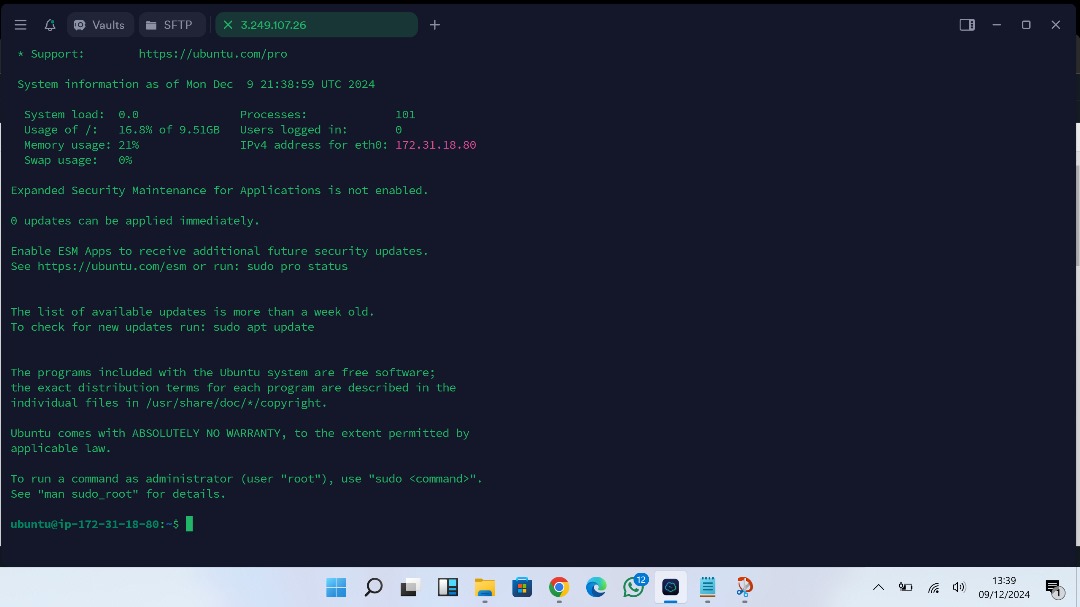 Vaults
SFTP
3.249.107.26
* Support: https://ubuntu.com/pro
System information as of Mon Dec  9 21:38:59 UTC 2024
System load: 0.0 Processes: 101
Usage of /: 16.8% of 9.51GB Users logged in: 0
Memory usage: 21% IPv4 address for eth0: 172.31.18.80
Swap usage: 0%
Expanded Security Maintenance for Applications is not enabled.
0 updates can be applied immediately.
Enable ESM Apps to receive additional future security updates.
See https://ubuntu.com/esm or run: sudo pro status
The list of available updates is more than a week old.
To check for new updates run: sudo apt update
The programs included with the Ubuntu system are free software;
the exact distribution terms for each program are described in the
individual files in /usr/share/doc/*/copyright.
Ubuntu comes with ABSOLUTELY NO WARRANTY, to the extent permitted by
applicable law.
To run a command as administrator (user "root"), use "sudo <command>".
See "man sudo_root" for details.
ubuntu@ip-172-31-18-80:~$
12
13:39
09/12/2024
1